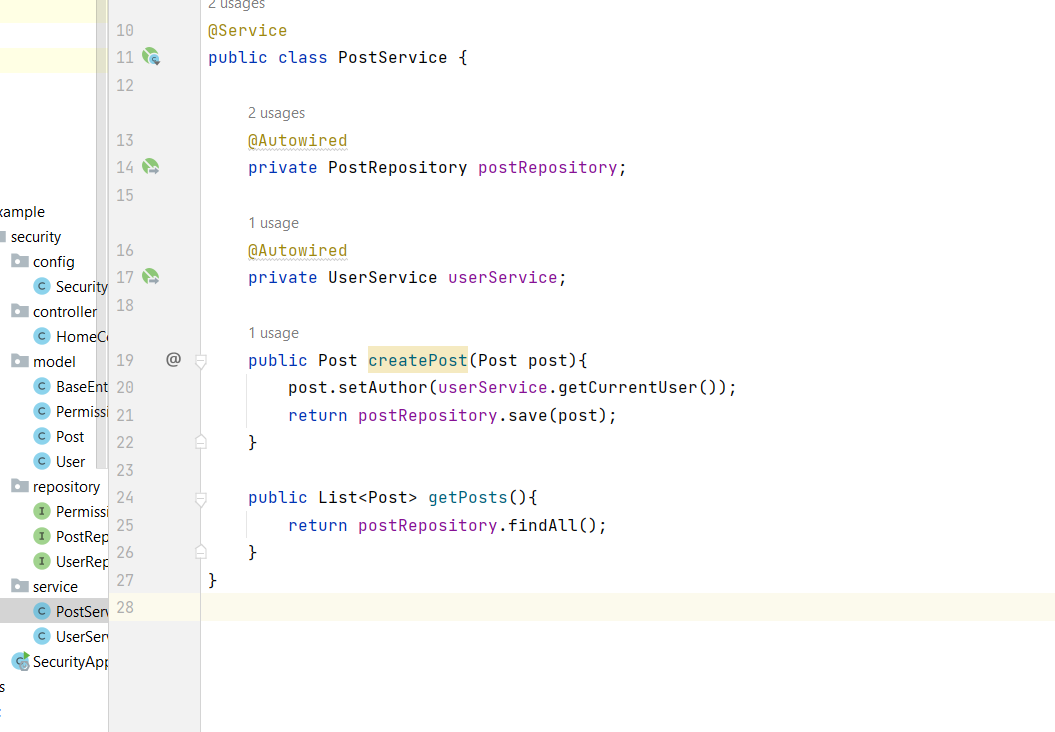 2 usages
10 @Service
11 public class PostService {
12
2 usages
13 @Autowired
14 private PostRepository postRepository;
15
1 usage
16 @Autowired
17 private UserService userService;
18
1 usage
19 @ public Post createPost(Post post){
20 post.setAuthor(userService.getCurrentUser());
21 return postRepository.save(post);
22 }
23
24 public List<Post> getPosts(){
25 return postRepository.findAll();
26 }
27 }
28
xample
security
config
C Security
controller
C HomeCo
model
C BaseEnt
C Permissi
C Post
C User
repository
I Permissi
I PostRep
I UserRep
service
C PostServ
C UserServ
C SecurityApp
s